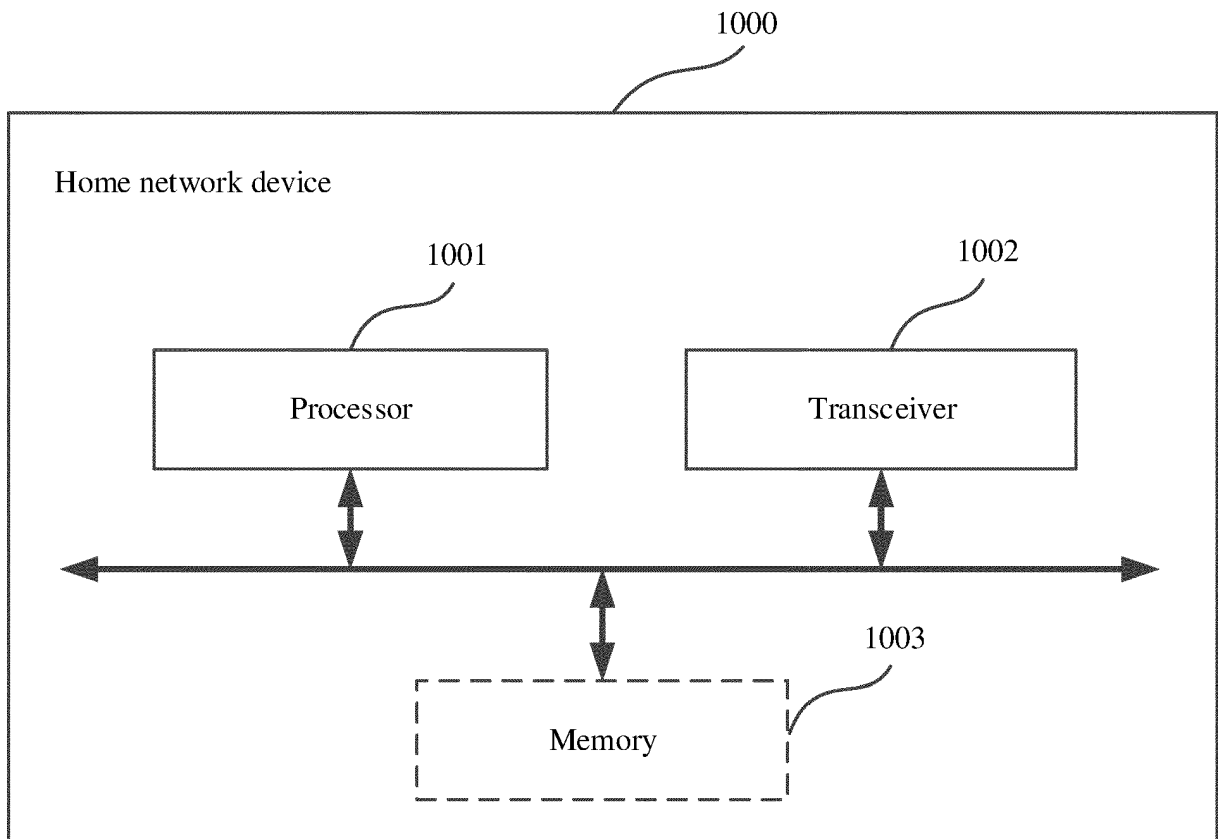 1000
Home network device
1001
1002
Processor
Transceiver
1003
Memory